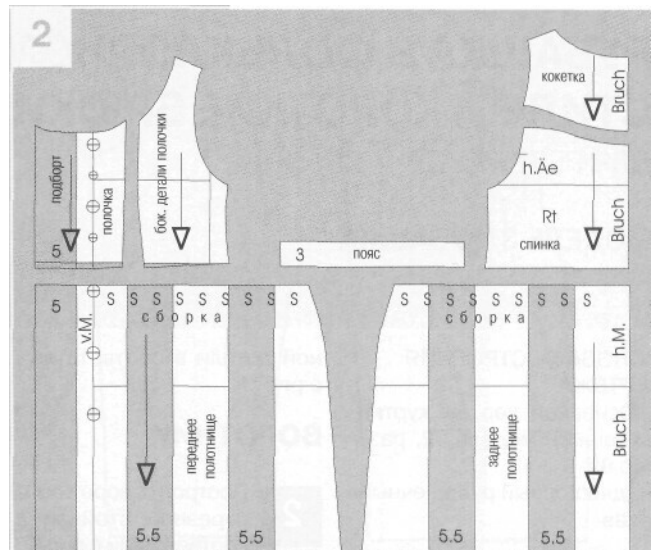 2
кокетка
Bruch
подборт
полочка
бок. детали полочки
h.Äe
Rt
спинка
Bruch
5
3
пояс
5
v.M.
S S S S S S
сборка
S S S S S S
сборка
h.M.
переднее
полотнище
заднее
полотнище
Bruch
5.5
5.5
5.5
5.5